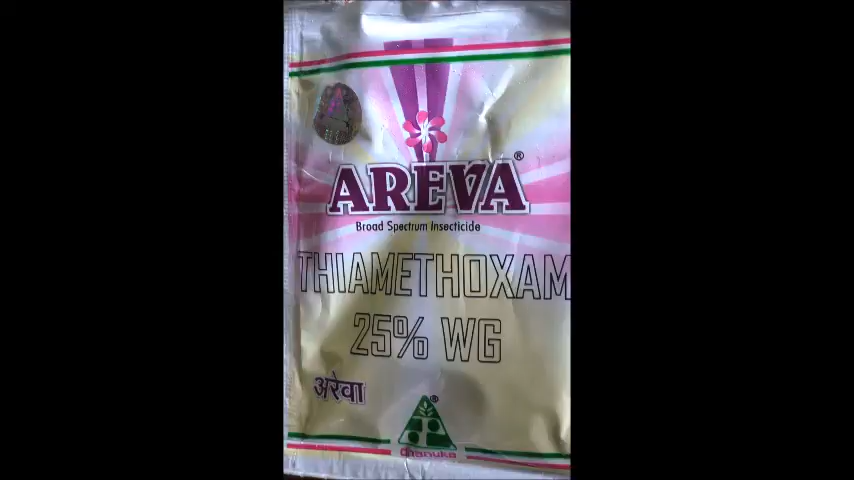 AREVA®
Broad Spectrum Insecticide
THIAMETHOXAM
25% WG
अरेवा
®
dhanuka